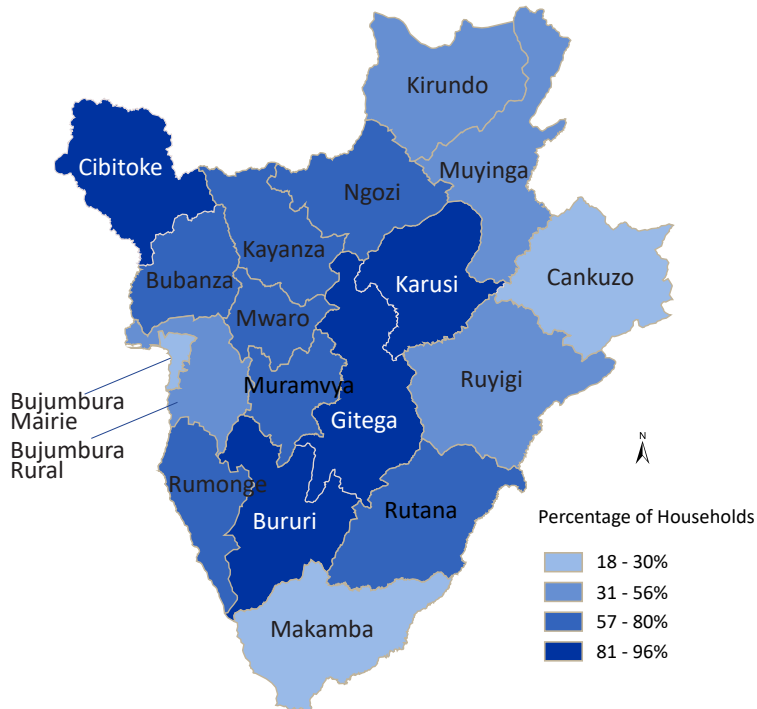 Kirundo
Cibitoke
Muyinga
Ngozi
Kayanza
Karusi
Cankuzo
Bubanza
Mwaro
Ruyigi
Muramvya
Bujumbura
Mairie
Gitega
N
Bujumbura
Rural
Rumonge
Bururi
Rutana
Percentage of Households
18 - 30%
31 - 56%
57 - 80%
81 - 96%
Makamba